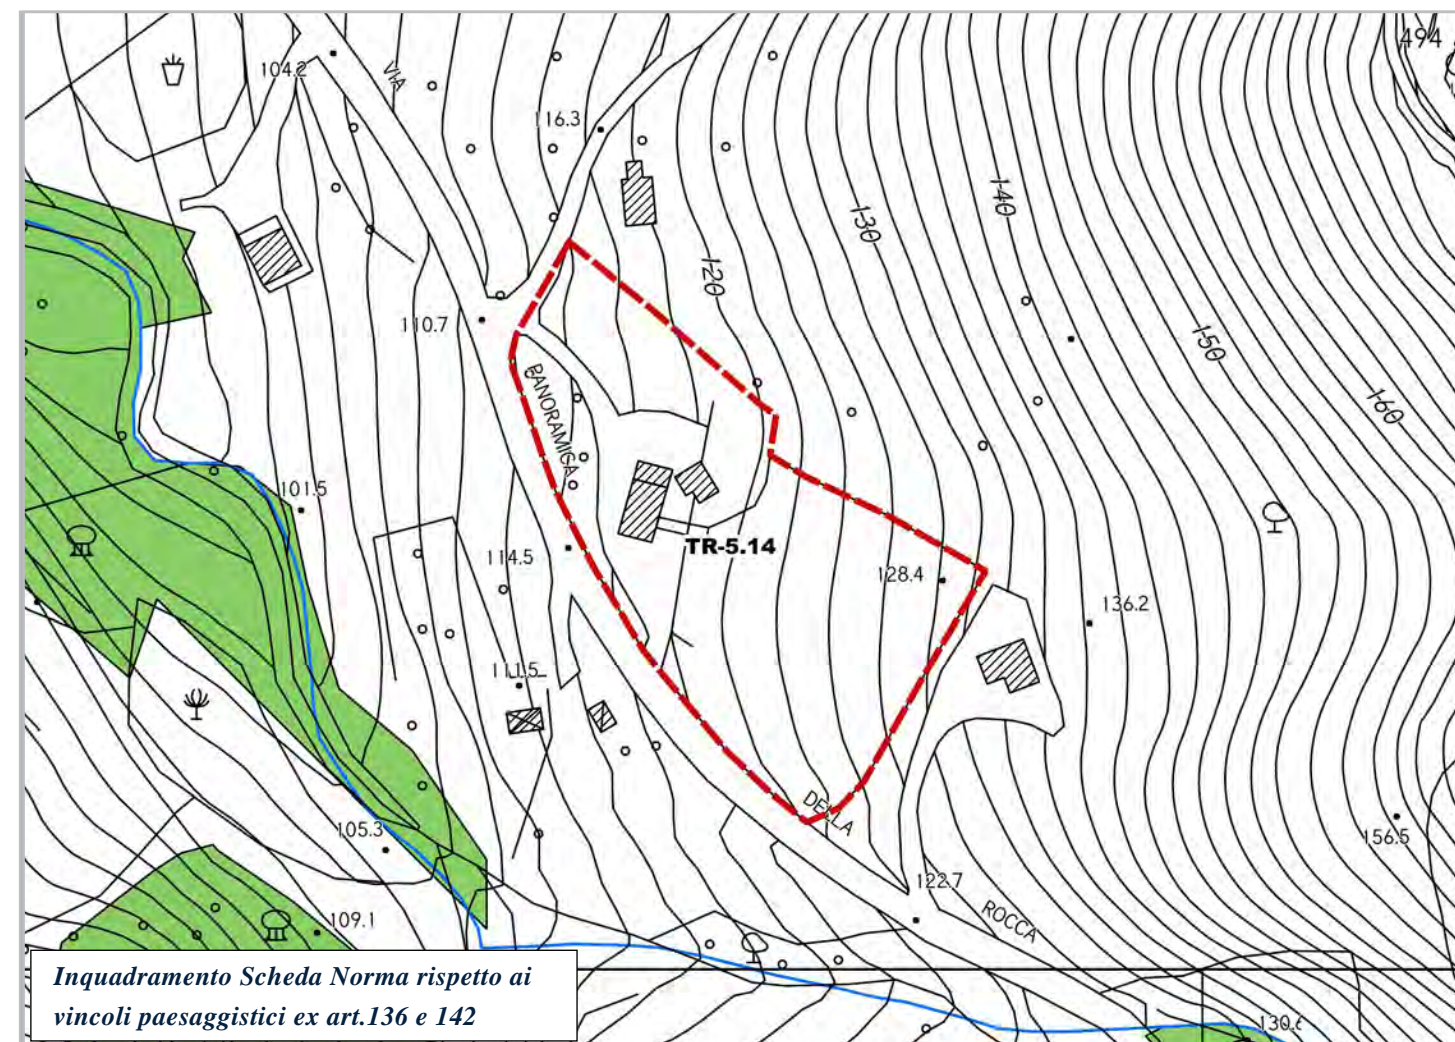 494
104.2
VIA
116.3
140
130
120
110.7
150
PANORAMICA
160
101.5
TR-5.14
114.5
128.4
136.2
111.5
DELLA
105.3
156.5
122.7
109.1
ROCCA
Inquadramento Scheda Norma rispetto ai
vincoli paesaggistici ex art.136 e 142
130.6